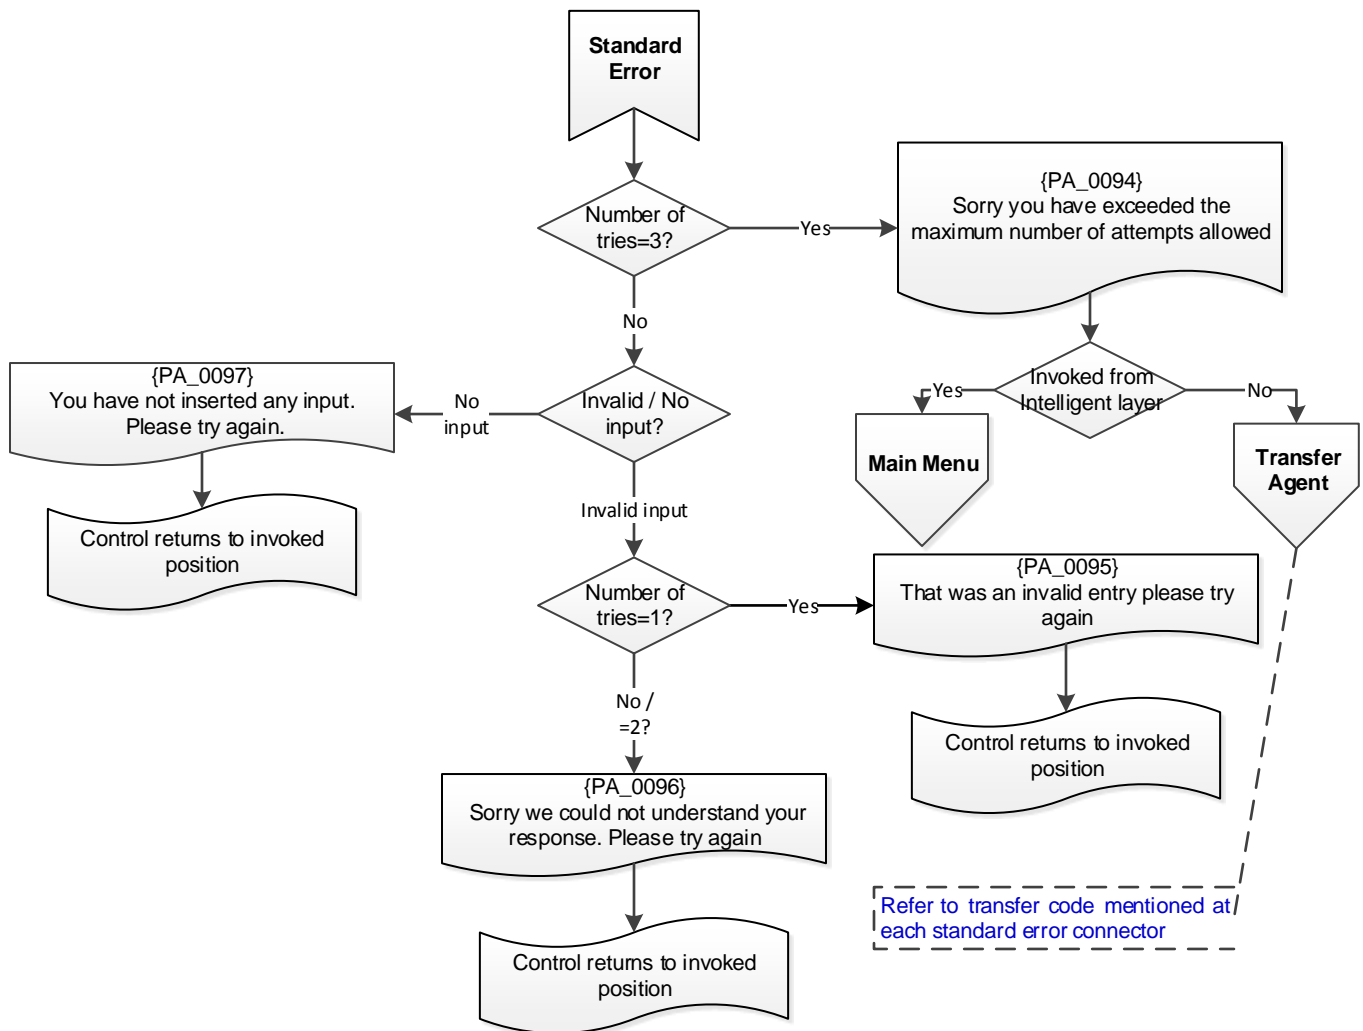 Standard
Error
Number of
tries=3?
Yes
{PA_0094}
Sorry you have exceeded the
maximum number of attempts allowed
No
Invoked from
Intelligent layer
Yes
No
Main Menu
Transfer
Agent
Invalid / No
input?
No
input
{PA_0097}
You have not inserted any input.
Please try again.
Control returns to invoked
position
Invalid input
Number of
tries=1?
Yes
{PA_0095}
That was an invalid entry please try
again
Control returns to invoked
position
No /
=2?
{PA_0096}
Sorry we could not understand your
response. Please try again
Control returns to invoked
position
Refer to transfer code mentioned at
each standard error connector